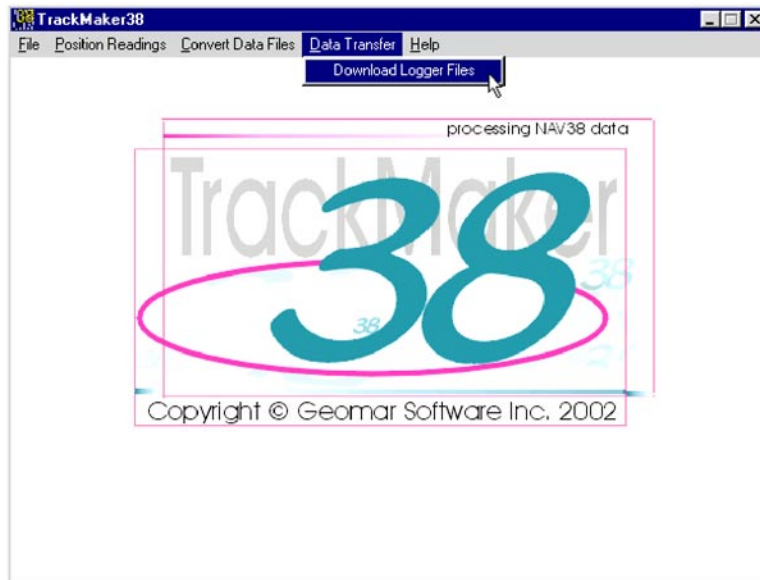 TrackMaker38
File Position Readings Convert Data Files Data Transfer Help
Download Logger Files
processing NAV38 data
TrackMaker
38
38
38
Copyright © Geomar Software Inc. 2002